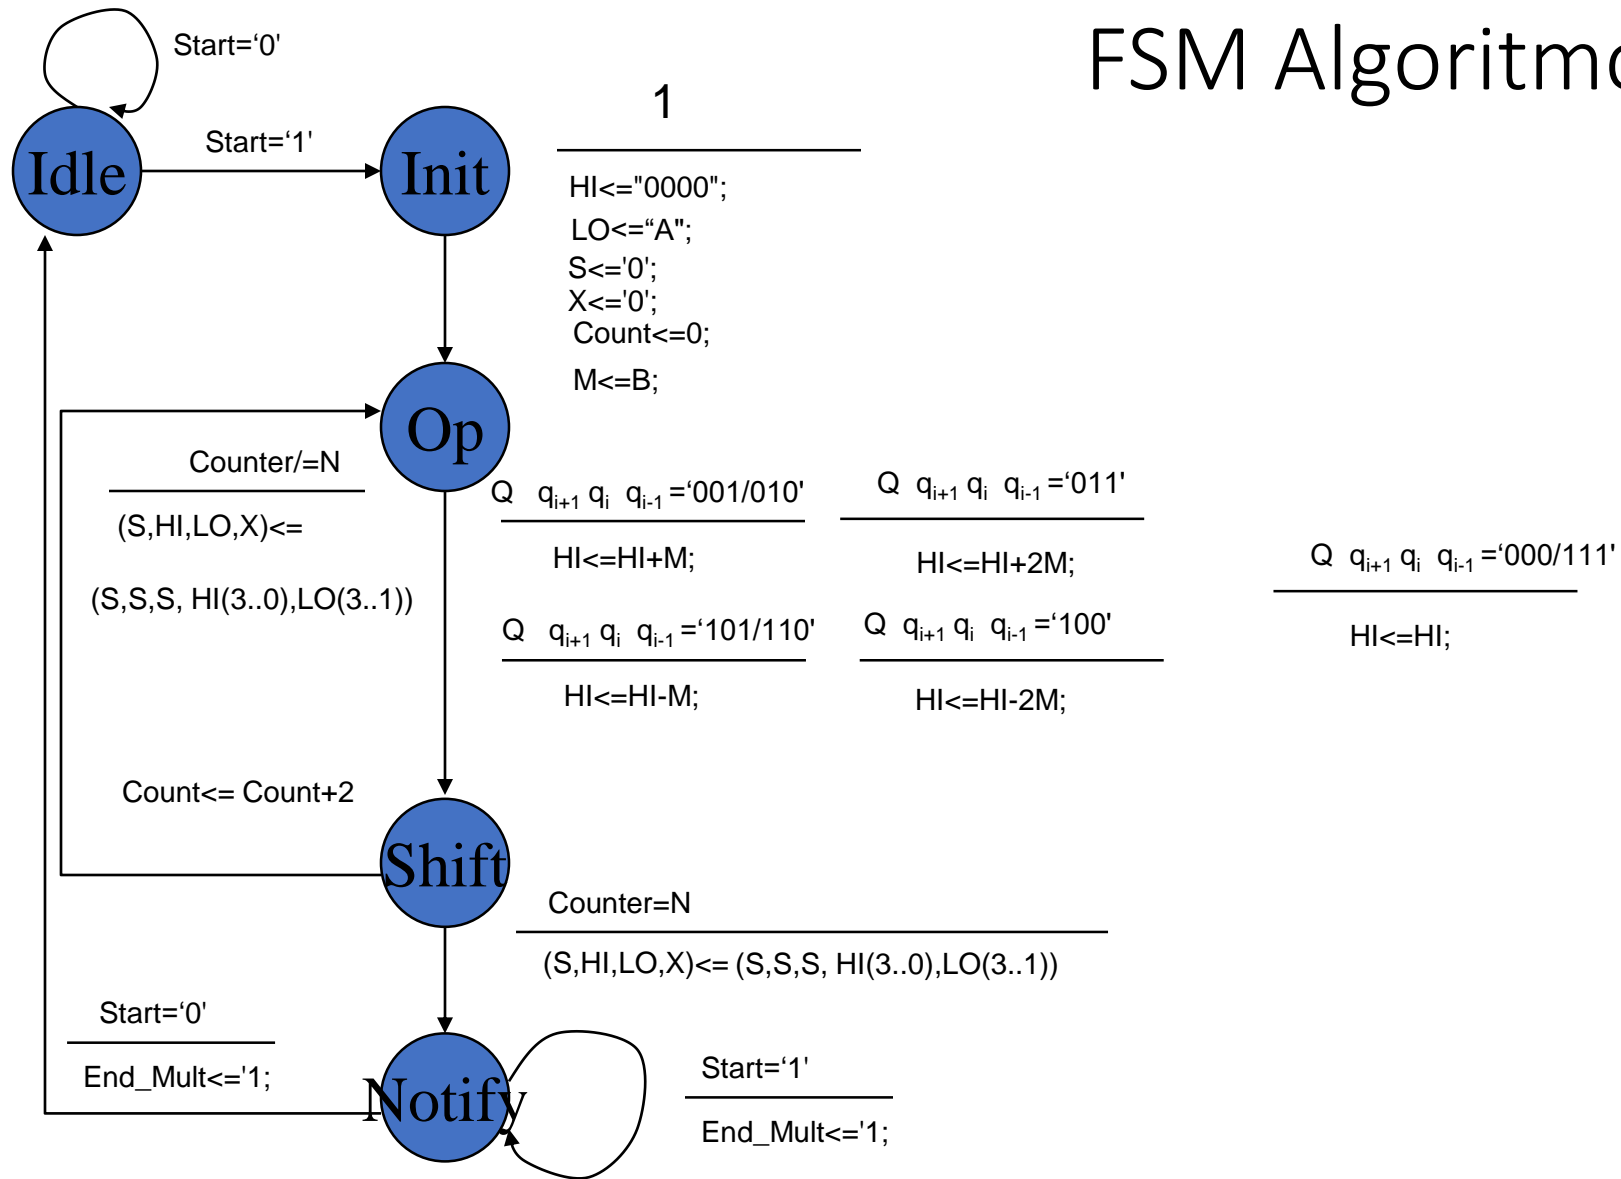 FSM Algoritmo
Start=‘0'
Idle
Start=‘1'
Init
1
HI<="0000";
LO<=“A";
S<='0';
X<='0';
Count<=0;
M<=B;
Op
Counter/=N
(S,HI,LO,X)<=
(S,S,S, HI(3..0),LO(3..1))
Q qi+1 qi qi-1 =‘001/010'
HI<=HI+M;
Q qi+1 qi qi-1 =‘011'
HI<=HI+2M;
Q qi+1 qi qi-1 =‘000/111'
HI<=HI;
Q qi+1 qi qi-1 =‘101/110'
HI<=HI-M;
Q qi+1 qi qi-1 =‘100'
HI<=HI-2M;
Count<= Count+2
Shift
Counter=N
(S,HI,LO,X)<= (S,S,S, HI(3..0),LO(3..1))
Start=‘0'
End_Mult<='1;
Notify
Start=‘1'
End_Mult<='1;